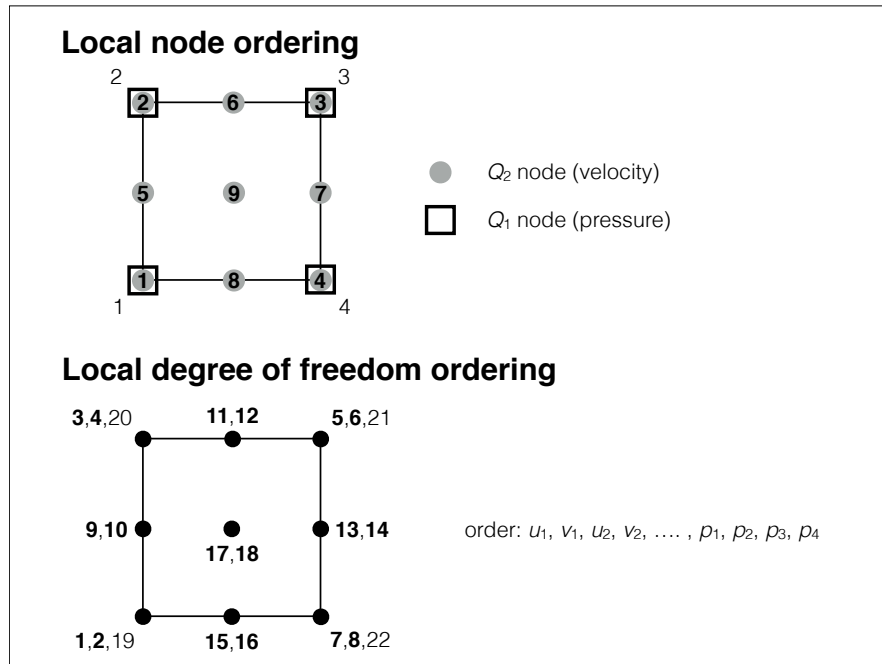 Local node ordering
2 3
2 6 3
5 9 7
1 8 4
1 4
Q2 node (velocity)
Q1 node (pressure)
Local degree of freedom ordering
3,4,20 11,12 5,6,21
9,10 13,14
17,18
1,2,19 15,16 7,8,22
order: u1, v1, u2, v2, .... , p1, p2, p3, p4